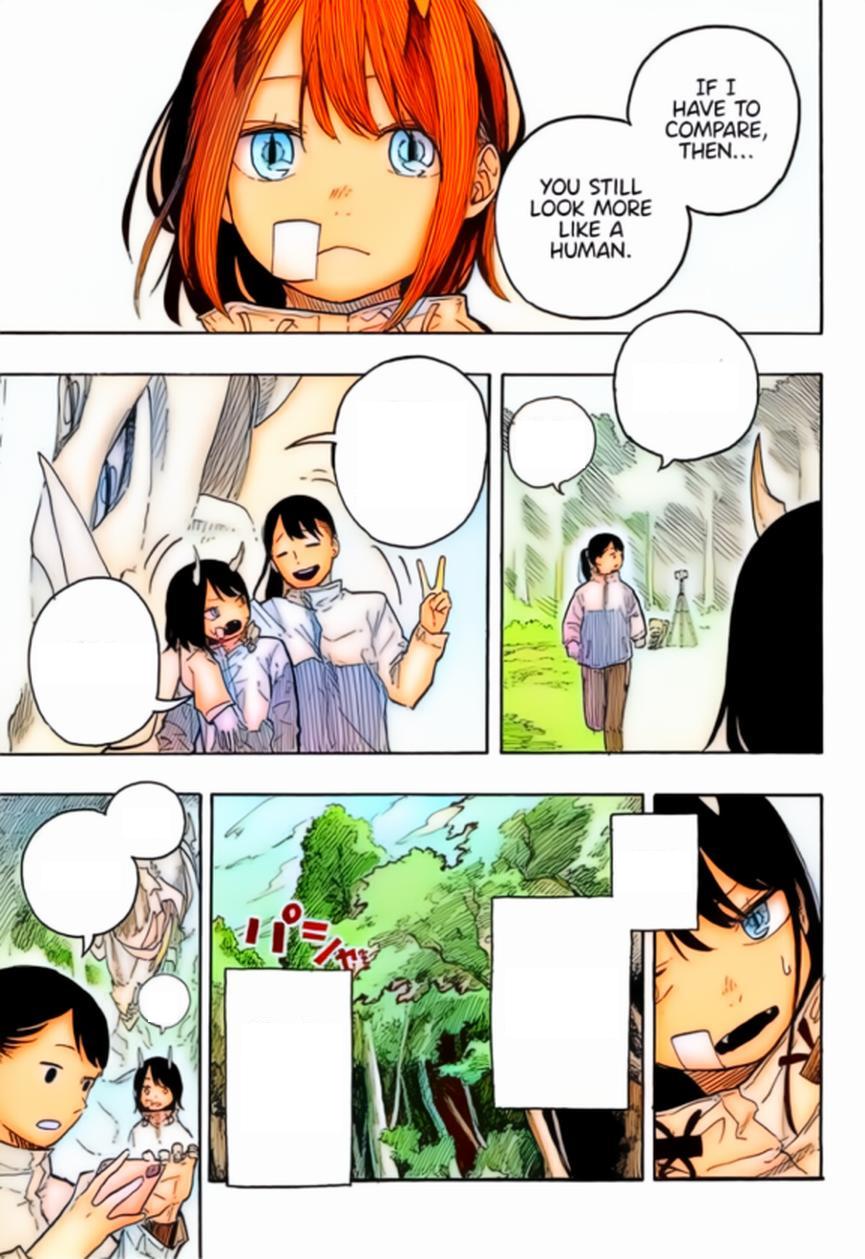 IF I
HAVE TO
COMPARE,
THEN...
YOU STILL
LOOK MORE
LIKE A
HUMAN.
パシャ